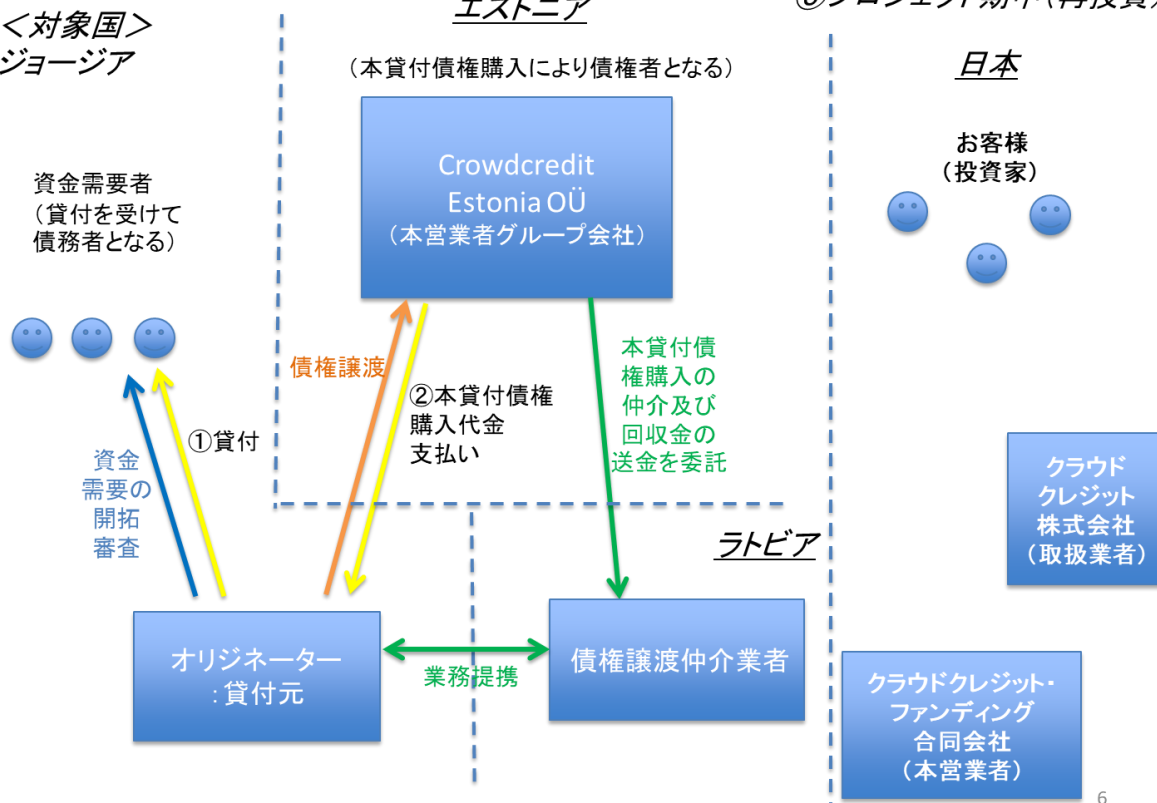 ＜対象国＞
ジョージア
エストニア
（本貸付債権購入により債権者となる）
日本
お客様
（投資家）
資金需要者
（貸付を受けて
債務者となる）
Crowdcredit
Estonia OÜ
（本営業者グループ会社）
債権譲渡
②本貸付債権
購入代金
支払い
本貸付債
権購入の
仲介及び
回収金の
送金を委託
①貸付
資金
需要の
開拓
審査
クラウド
クレジット
株式会社
（取扱業者）
ラトビア
オリジネーター
：貸付元
業務提携
債権譲渡仲介業者
クラウドクレジット・
ファンディング
合同会社
（本営業者）
6